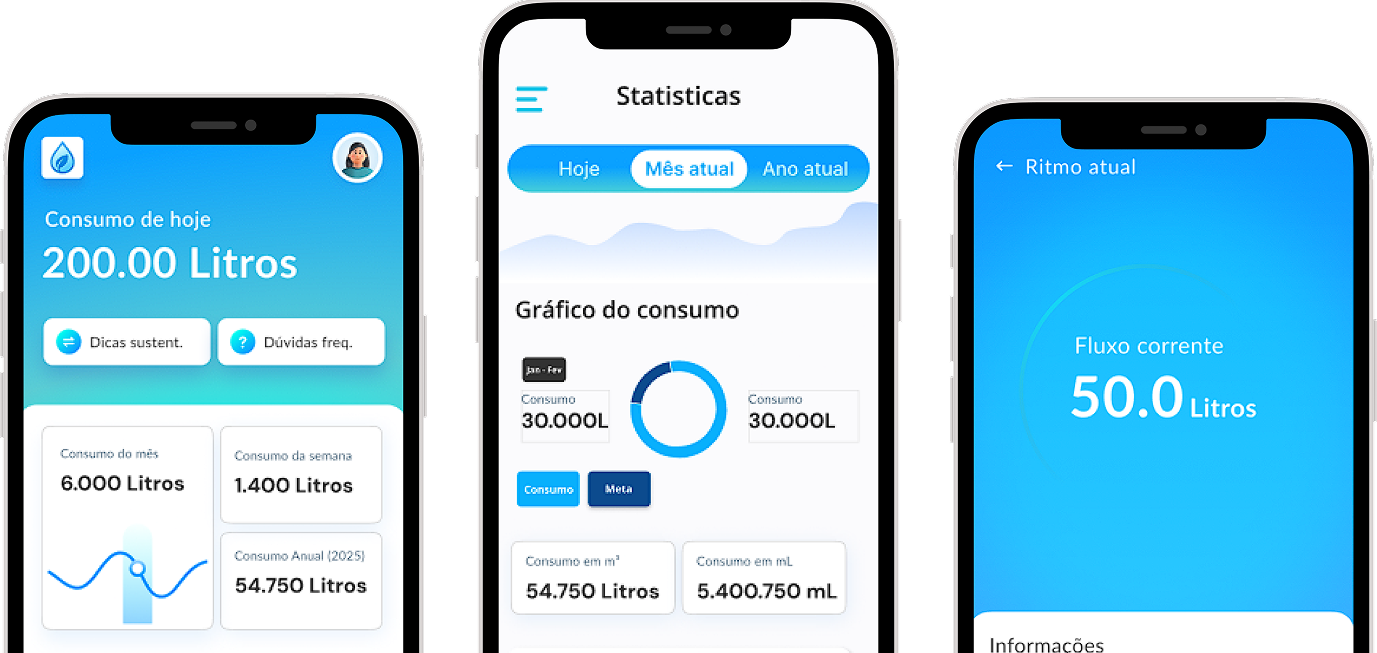 Consumo de hoje
200.00 Litros
Dicas sustent.
? Dúvidas freq.
Consumo do mês
6.000 Litros
Consumo da semana
1.400 Litros
Consumo Anual (2025)
54.750 Litros
Statisticas
Hoje Mês atual Ano atual
Gráfico do consumo
Jan - Fev
Consumo
30.000L
Consumo
30.000L
Consumo Meta
Consumo em m³
54.750 Litros
Consumo em mL
5.400.750 mL
← Ritmo atual
Fluxo corrente
50.0 Litros
Informações